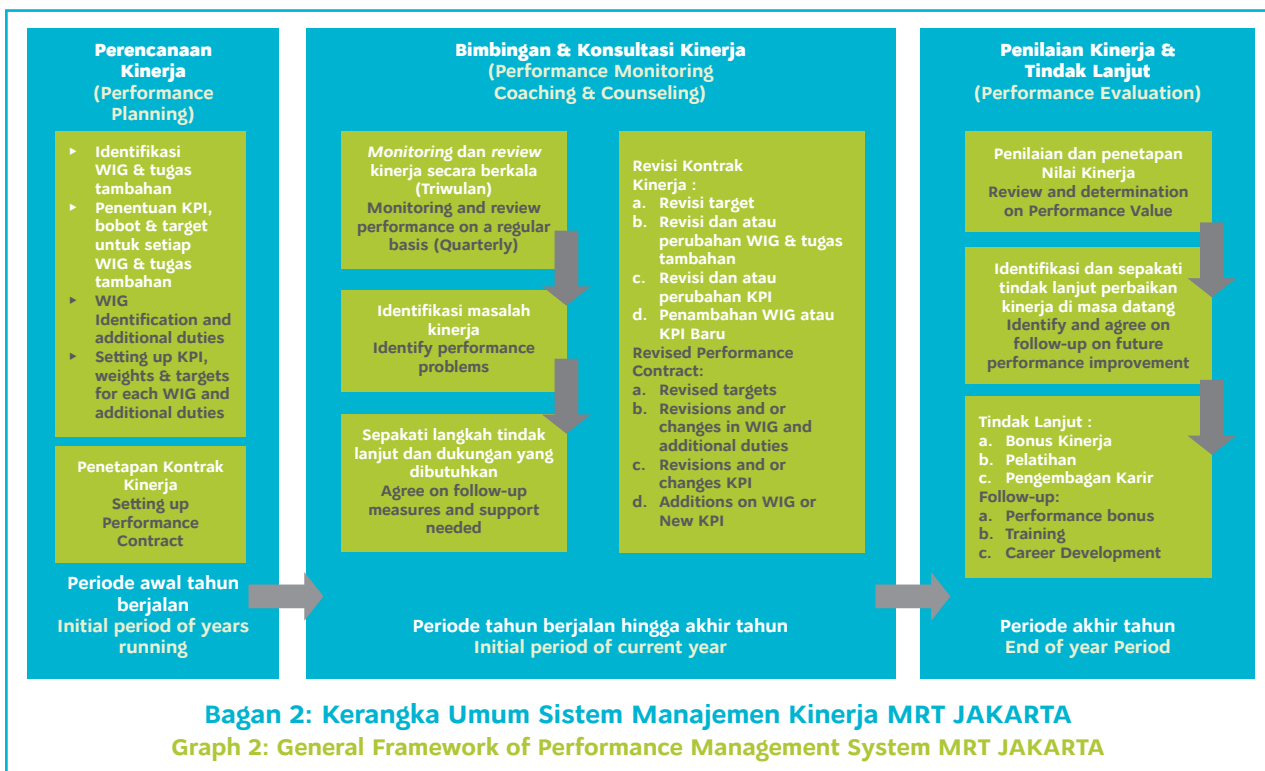 Perencanaan
Kinerja
(Performance
Planning)
▸ Identifikasi
WIG & tugas
tambahan
▸ Penentuan KPI,
bobot & target
untuk setiap
WIG & tugas
tambahan
▸ WIG
Identification and
additional duties
▸ Setting up KPI,
weights & targets
for each WIG and
additional duties
Penetapan Kontrak
Kinerja
Setting up
Performance
Contract
Periode awal tahun
berjalan
Initial period of years
running
Bimbingan & Konsultasi Kinerja
(Performance Monitoring
Coaching & Counseling)
Monitoring dan review
kinerja secara berkala
(Triwulan)
Monitoring and review
performance on a regular
basis (Quarterly)
Identifikasi masalah
kinerja
Identify performance
problems
Sepakati langkah tindak
lanjut dan dukungan yang
dibutuhkan
Agree on follow-up
measures and support
needed
Revisi Kontrak
Kinerja :
a. Revisi target
b. Revisi dan atau
perubahan WIG & tugas
tambahan
c. Revisi dan atau
perubahan KPI
d. Penambahan WIG atau
KPI Baru
Revised Performance
Contract:
a. Revised targets
b. Revisions and or
changes in WIG and
additional duties
c. Revisions and or
changes KPI
d. Additions on WIG or
New KPI
Periode tahun berjalan hingga akhir tahun
Initial period of current year
Penilaian Kinerja &
Tindak Lanjut
(Performance Evaluation)
Penilaian dan penetapan
Nilai Kinerja
Review and determination
on Performance Value
Identifikasi dan sepakati
tindak lanjut perbaikan
kinerja di masa datang
Identify and agree on
follow-up on future
performance improvement
Tindak Lanjut :
a. Bonus Kinerja
b. Pelatihan
c. Pengembagan Karir
Follow-up:
a. Performance bonus
b. Training
c. Career Development
Periode akhir tahun
End of year Period
Bagan 2: Kerangka Umum Sistem Manajemen Kinerja MRT JAKARTA
Graph 2: General Framework of Performance Management System MRT JAKARTA